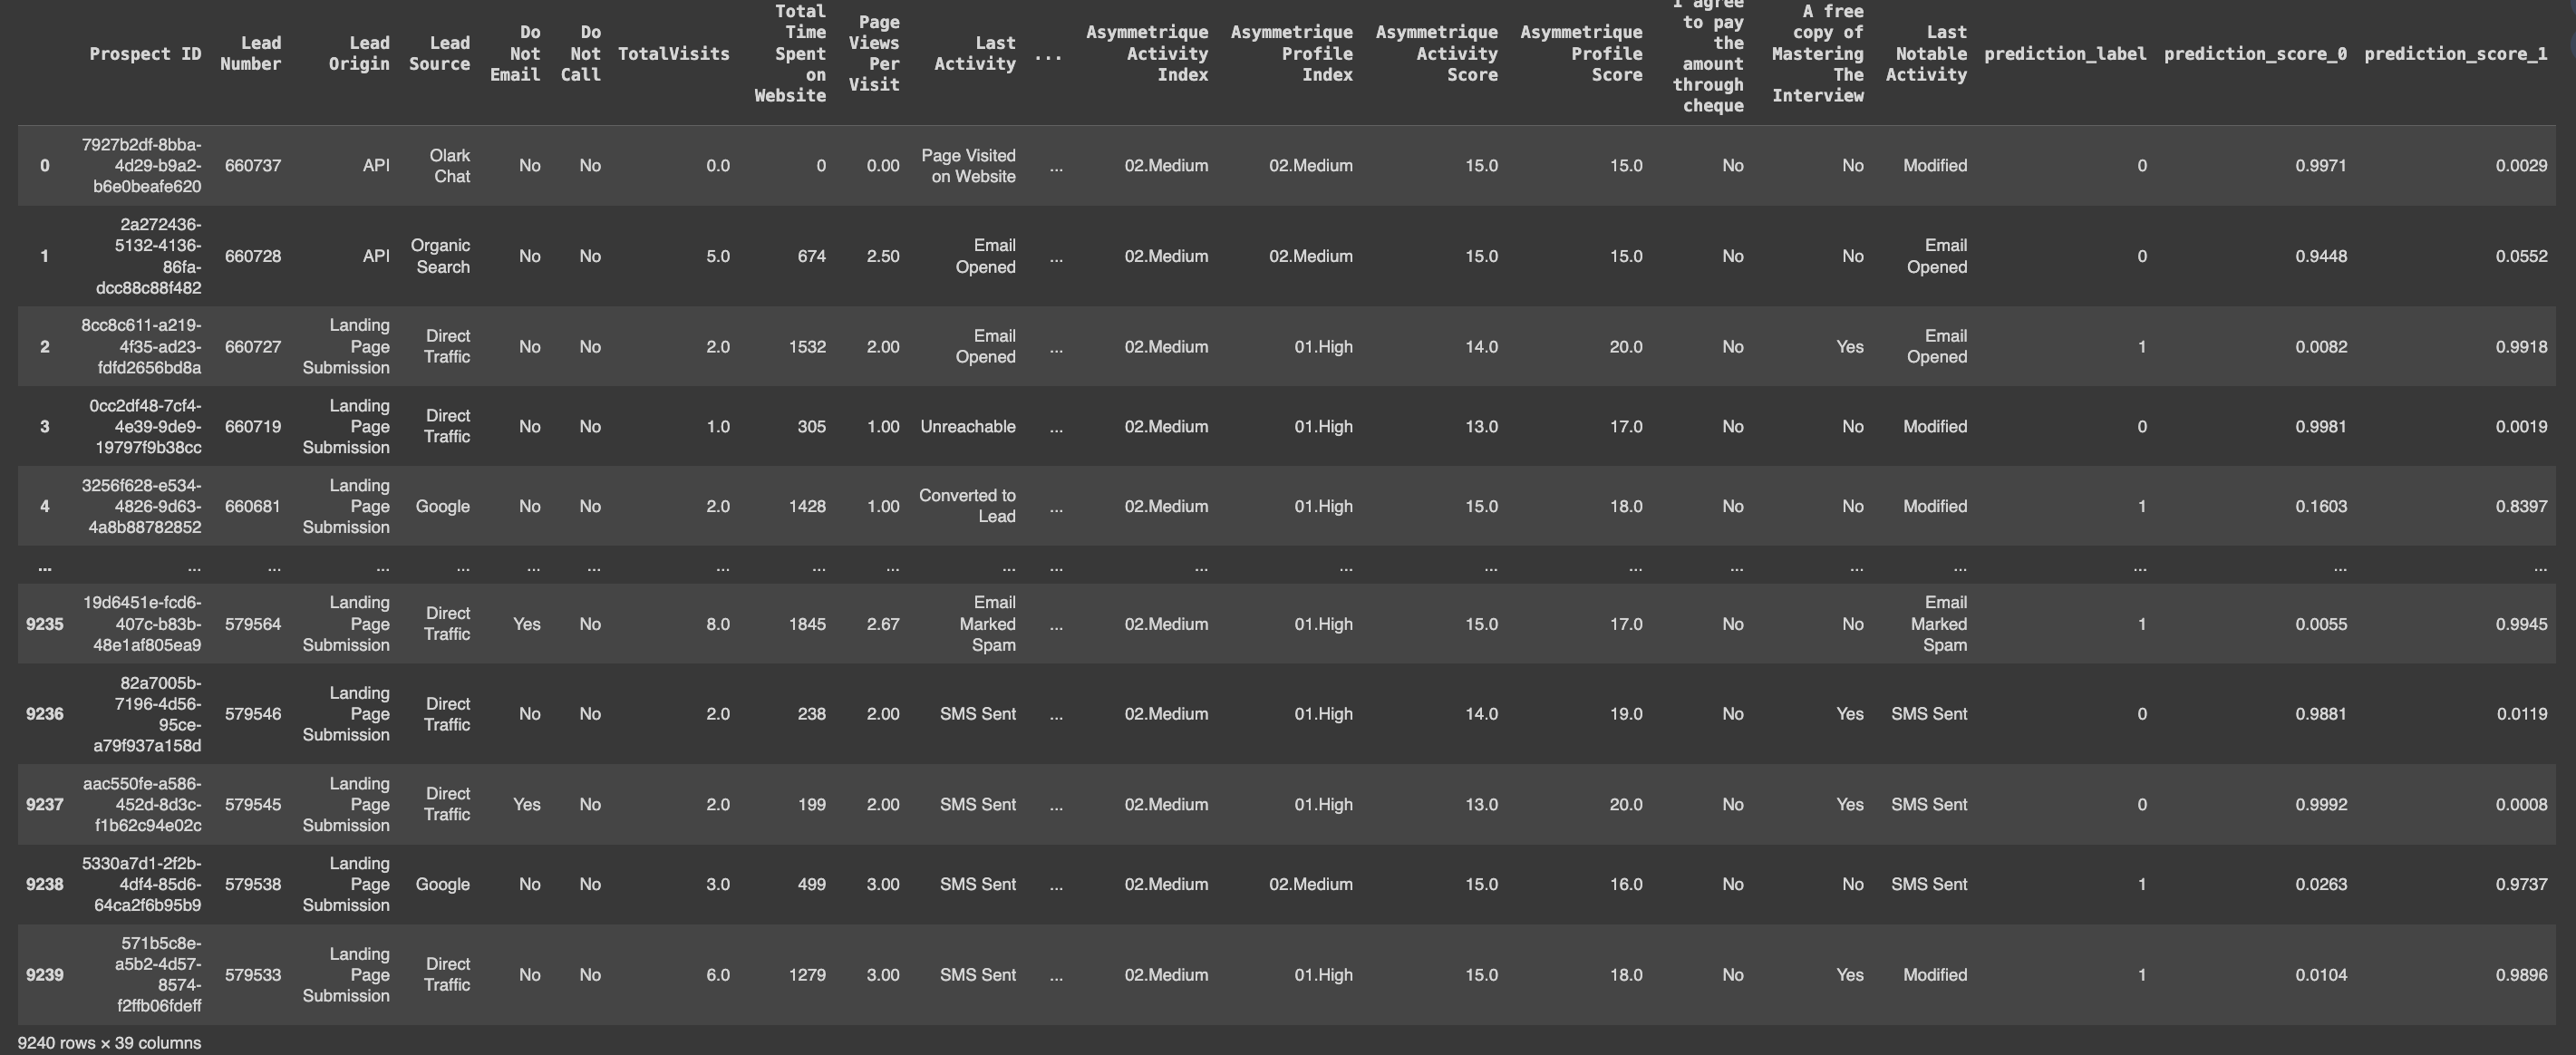 Prospect ID Lead Number Lead Origin Lead Source Do Not Email Do Not Call TotalVisits Total Time Spent on Website Page Views Per Visit Last Activity ... Asymmetrique Activity Index Asymmetrique Profile Index Asymmetrique Activity Score Asymmetrique Profile Score I agree to pay the amount through cheque A free copy of Mastering The Interview Last Notable Activity prediction_label prediction_score_0 prediction_score_1
0 7927b2df-8bba-4d29-b9a2-b6e0beafe620 660737 API Olark Chat No No 0.0 0 0.00 Page Visited on Website ... 02.Medium 02.Medium 15.0 15.0 No No Modified 0 0.9971 0.0029
1 2a272436-5132-4136-86fa-dcc88c88f482 660728 API Organic Search No No 5.0 674 2.50 Email Opened ... 02.Medium 02.Medium 15.0 15.0 No No Email Opened 0 0.9448 0.0552
2 8cc8c611-a219-4f35-ad23-fdfd2656bd8a 660727 Landing Page Submission Direct Traffic No No 2.0 1532 2.00 Email Opened ... 02.Medium 01.High 14.0 20.0 No Yes Email Opened 1 0.0082 0.9918
3 0cc2df48-7cf4-4e39-9de9-19797f9b38cc 660719 Landing Page Submission Direct Traffic No No 1.0 305 1.00 Unreachable ... 02.Medium 01.High 13.0 17.0 No No Modified 0 0.9981 0.0019
4 3256f628-e534-4826-9d63-4a8b88782852 660681 Landing Page Submission Google No No 2.0 1428 1.00 Converted to Lead ... 02.Medium 01.High 15.0 18.0 No No Modified 1 0.1603 0.8397
... ... ... ... ... ... ... ... ... ... ... ... ... ... ... ... ... ... ... ... ... ...
9235 19d6451e-fcd6-407c-b83b-48e1af805ea9 579564 Landing Page Submission Direct Traffic Yes No 8.0 1845 2.67 Email Marked Spam ... 02.Medium 01.High 15.0 17.0 No No Email Marked Spam 1 0.0055 0.9945
9236 82a7005b-7196-4d56-95ce-a79f937a158d 579546 Landing Page Submission Direct Traffic No No 2.0 238 2.00 SMS Sent ... 02.Medium 01.High 14.0 19.0 No Yes SMS Sent 0 0.9881 0.0119
9237 aac550fe-a586-452d-8d3c-f1b62c94e02c 579545 Landing Page Submission Direct Traffic Yes No 2.0 199 2.00 SMS Sent ... 02.Medium 01.High 13.0 20.0 No Yes SMS Sent 0 0.9992 0.0008
9238 5330a7d1-2f2b-4df4-85d6-64ca2f6b95b9 579538 Landing Page Submission Google No No 3.0 499 3.00 SMS Sent ... 02.Medium 02.Medium 15.0 16.0 No No SMS Sent 1 0.0263 0.9737
9239 571b5c8e-a5b2-4d57-8574-f2ffb06fdeff 579533 Landing Page Submission Direct Traffic No No 6.0 1279 3.00 SMS Sent ... 02.Medium 01.High 15.0 18.0 No Yes Modified 1 0.0104 0.9896
9240 rows × 39 columns